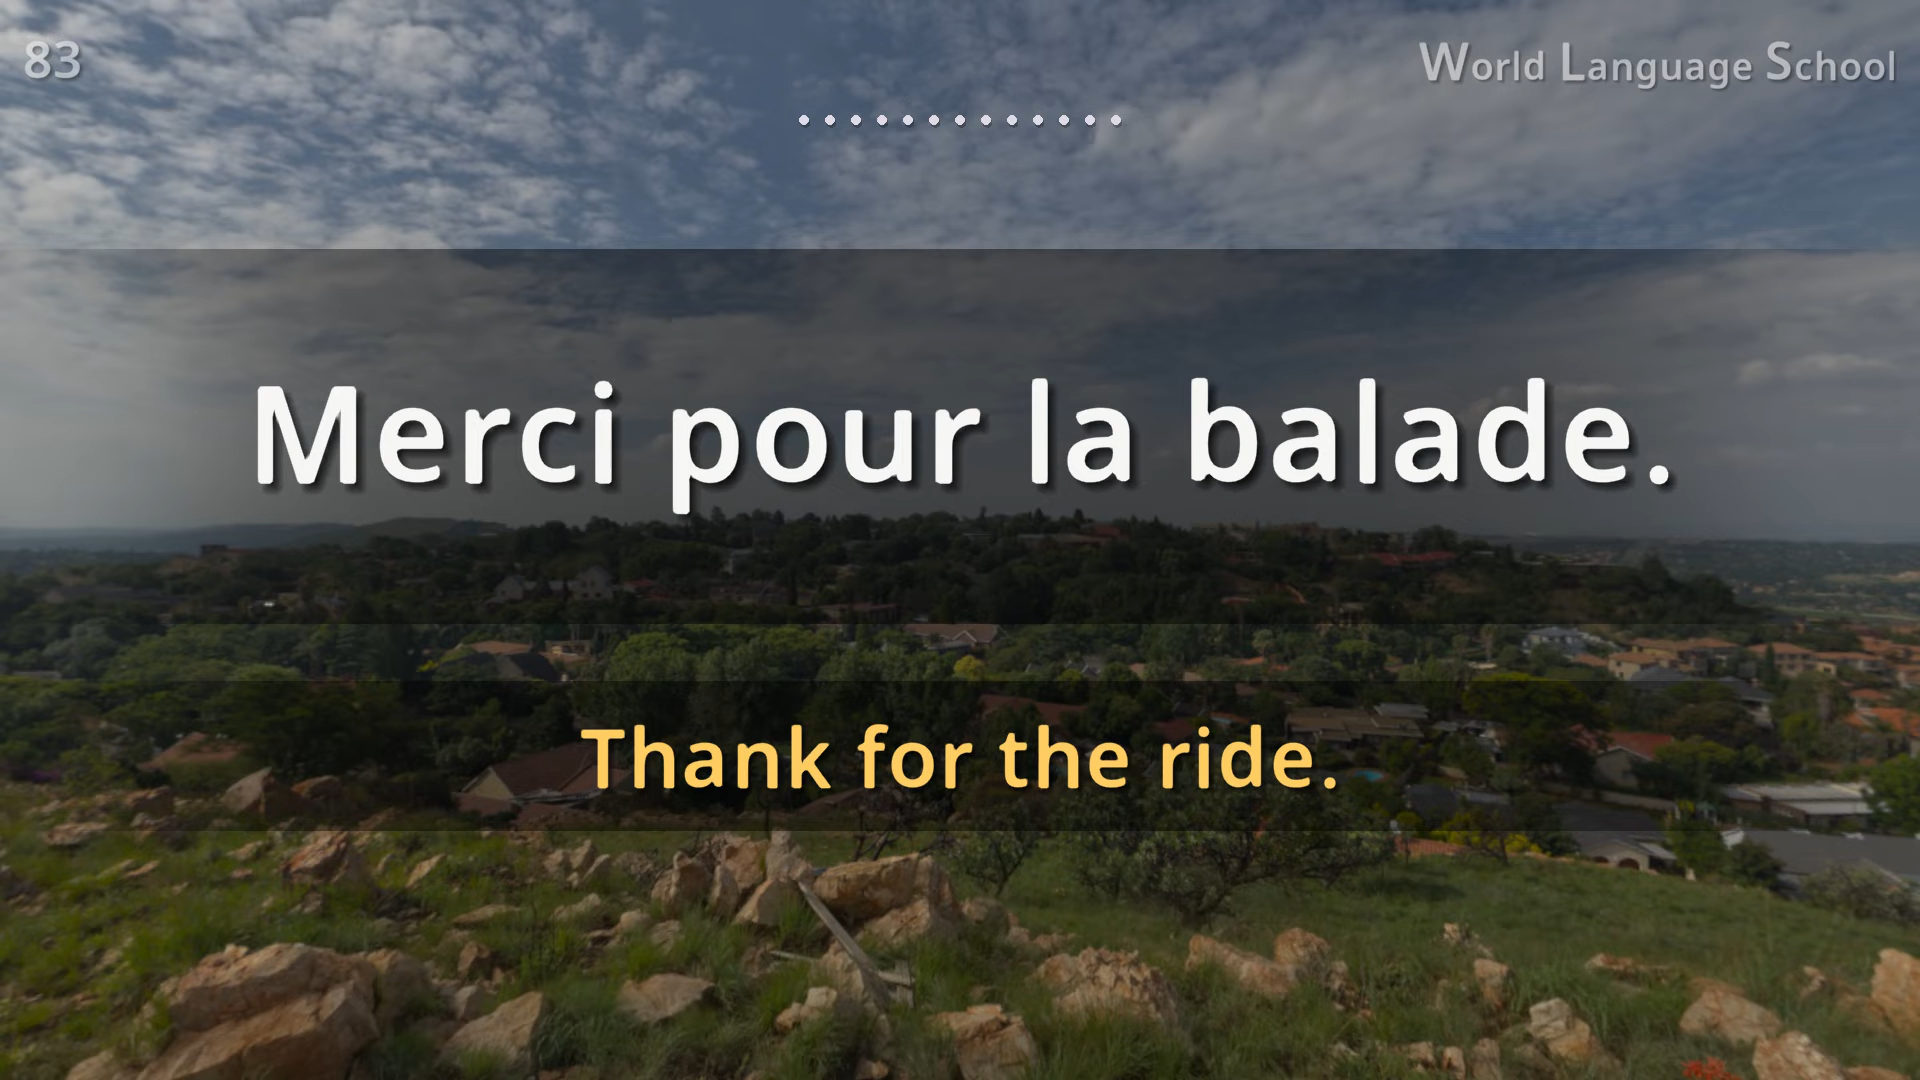 83
World Language School
Merci pour la balade.
Thank for the ride.